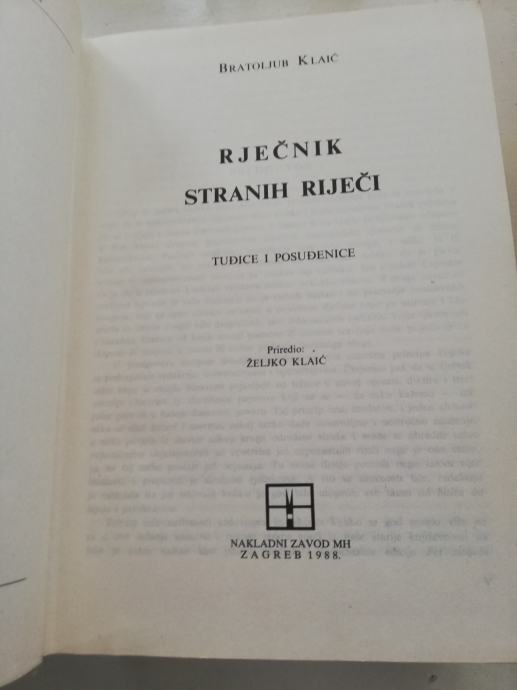 BRATOLJUB KLAIĆ
RJEČNIK
STRANIH RIJEČI
TUĐICE I POSUĐENICE
Priredio:
ŽELJKO KLAIĆ
NAKLADNI ZAVOD MH
ZAGREB 1988.